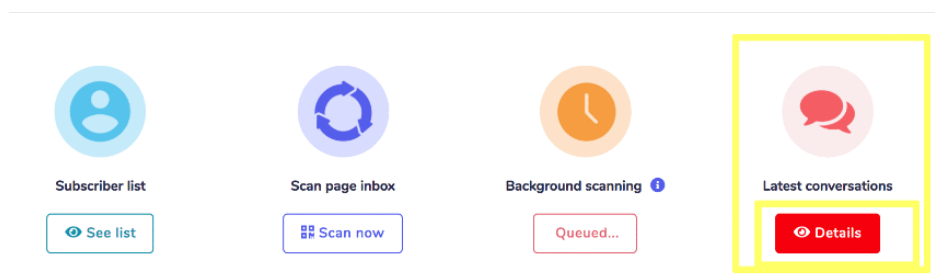 Subscriber list
Scan page inbox
Background scanning
Latest conversations
See list
Scan now
Queued...
Details